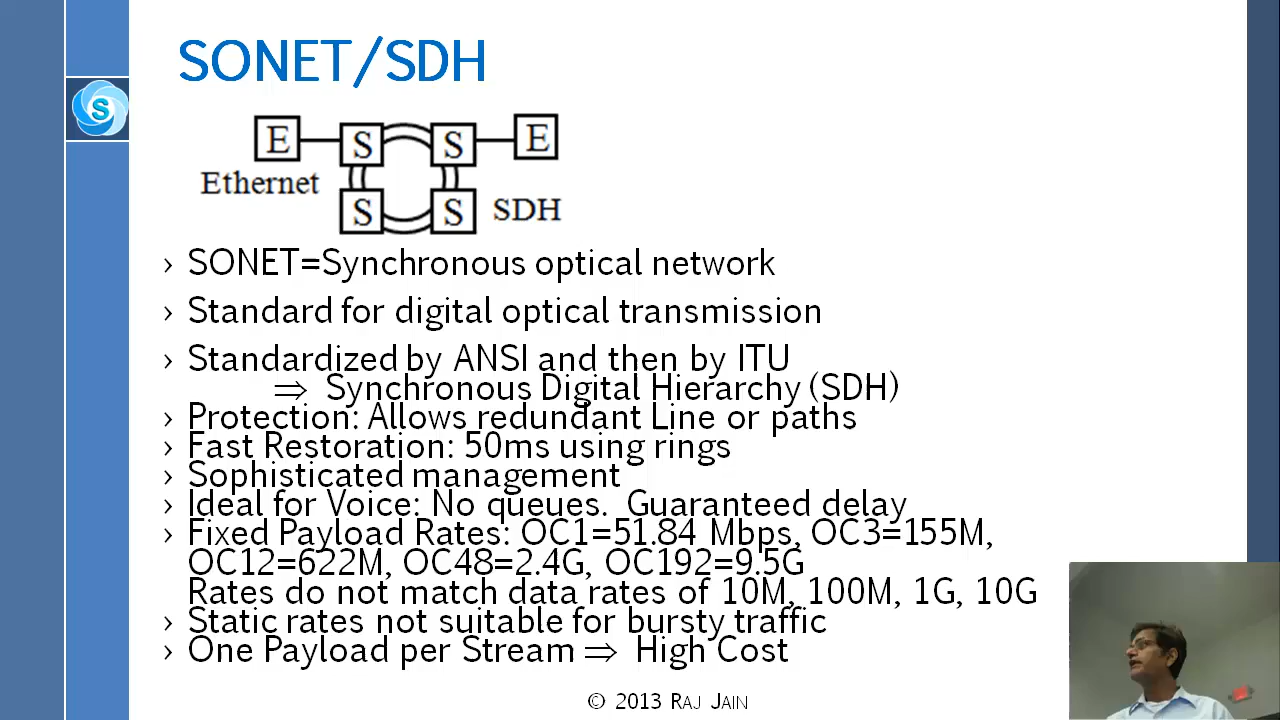 SONET/SDH
S
E S S E
Ethernet
S S SDH
› SONET=Synchronous optical network
› Standard for digital optical transmission
› Standardized by ANSI and then by ITU
⇒ Synchronous Digital Hierarchy (SDH)
› Protection: Allows redundant Line or paths
› Fast Restoration: 50ms using rings
› Sophisticated management
› Ideal for Voice: No queues. Guaranteed delay
› Fixed Payload Rates: OC1=51.84 Mbps, OC3=155M,
OC12=622M, OC48=2.4G, OC192=9.5G
Rates do not match data rates of 10M, 100M, 1G, 10G
› Static rates not suitable for bursty traffic
› One Payload per Stream ⇒ High Cost
© 2013 RAJ JAIN